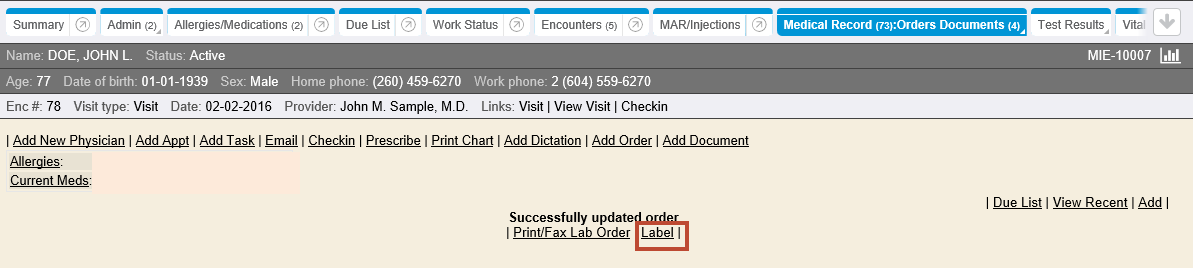 Summary Admin (2) Allergies/Medications (2) Due List Work Status Encounters (5) MAR/Injections Medical Record (73):Orders Documents (4) Test Results Vital
Name: DOE, JOHN L. Status: Active MIE-10007
Age: 77 Date of birth: 01-01-1939 Sex: Male Home phone: (260) 459-6270 Work phone: 2 (604) 559-6270
Enc #: 78 Visit type: Visit Date: 02-02-2016 Provider: John M. Sample, M.D. Links: Visit | View Visit | Checkin
| Add New Physician | Add Appt | Add Task | Email | Checkin | Prescribe | Print Chart | Add Dictation | Add Order | Add Document
Allergies:
Current Meds:
| Due List | View Recent | Add |
Successfully updated order
| Print/Fax Lab Order Label |